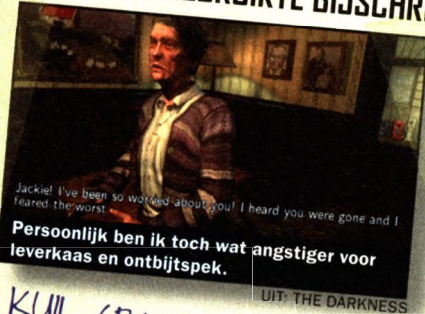 BIJSCHR
Jackie! I've been so worried about you! I heard you were gone and I
feared the worst
Persoonlijk ben ik toch wat angstiger voor
leverkaas en ontbijtspek.
UIT: THE DARKNESS